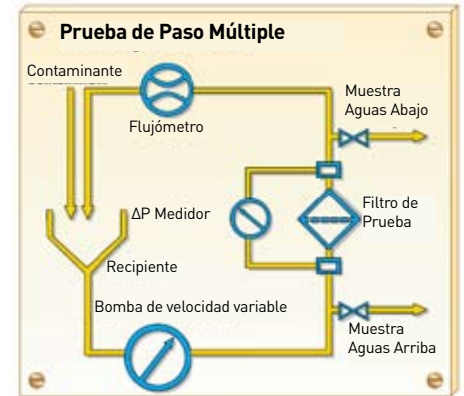 Prueba de Paso Múltiple
Contaminante
Flujómetro
Muestra
Aguas Abajo
ΔP Medidor
Filtro de
Prueba
Recipiente
Bomba de velocidad variable
Muestra
Aguas Arriba